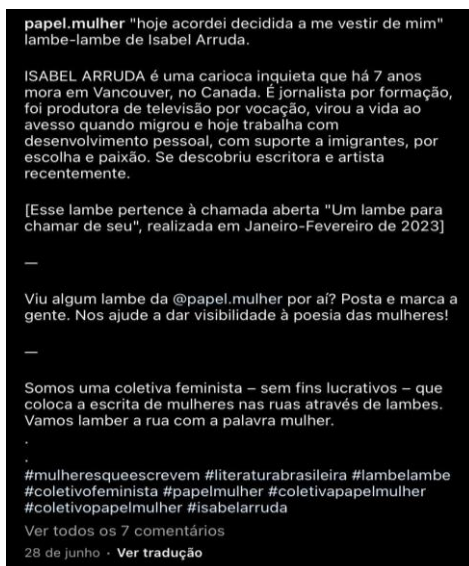 papel.mulher "hoje acordei decidida a me vestir de mim"
lambe-lambe de Isabel Arruda.
ISABEL ARRUDA é uma carioca inquieta que há 7 anos
mora em Vancouver, no Canada. É jornalista por formação,
foi produtora de televisão por vocação, virou a vida ao
avesso quando migrou e hoje trabalha com
desenvolvimento pessoal, com suporte a imigrantes, por
escolha e paixão. Se descobriu escritora e artista
recentemente.
[Esse lambe pertence à chamada aberta "Um lambe para
chamar de seu", realizada em Janeiro-Fevereiro de 2023]
—
Viu algum lambe da @papel.mulher por aí? Posta e marca a
gente. Nos ajude a dar visibilidade à poesia das mulheres!
—
Somos uma coletiva feminista – sem fins lucrativos – que
coloca a escrita de mulheres nas ruas através de lambes.
Vamos lamber a rua com a palavra mulher.
.
.
#mulheresqueescrevem #literaturabrasileira #lambelambe
#coletivofeminista #papelmulher #coletivapapelmulher
#coletivopapelmulher #isabelarruda
Ver todos os 7 comentários
28 de junho · Ver tradução